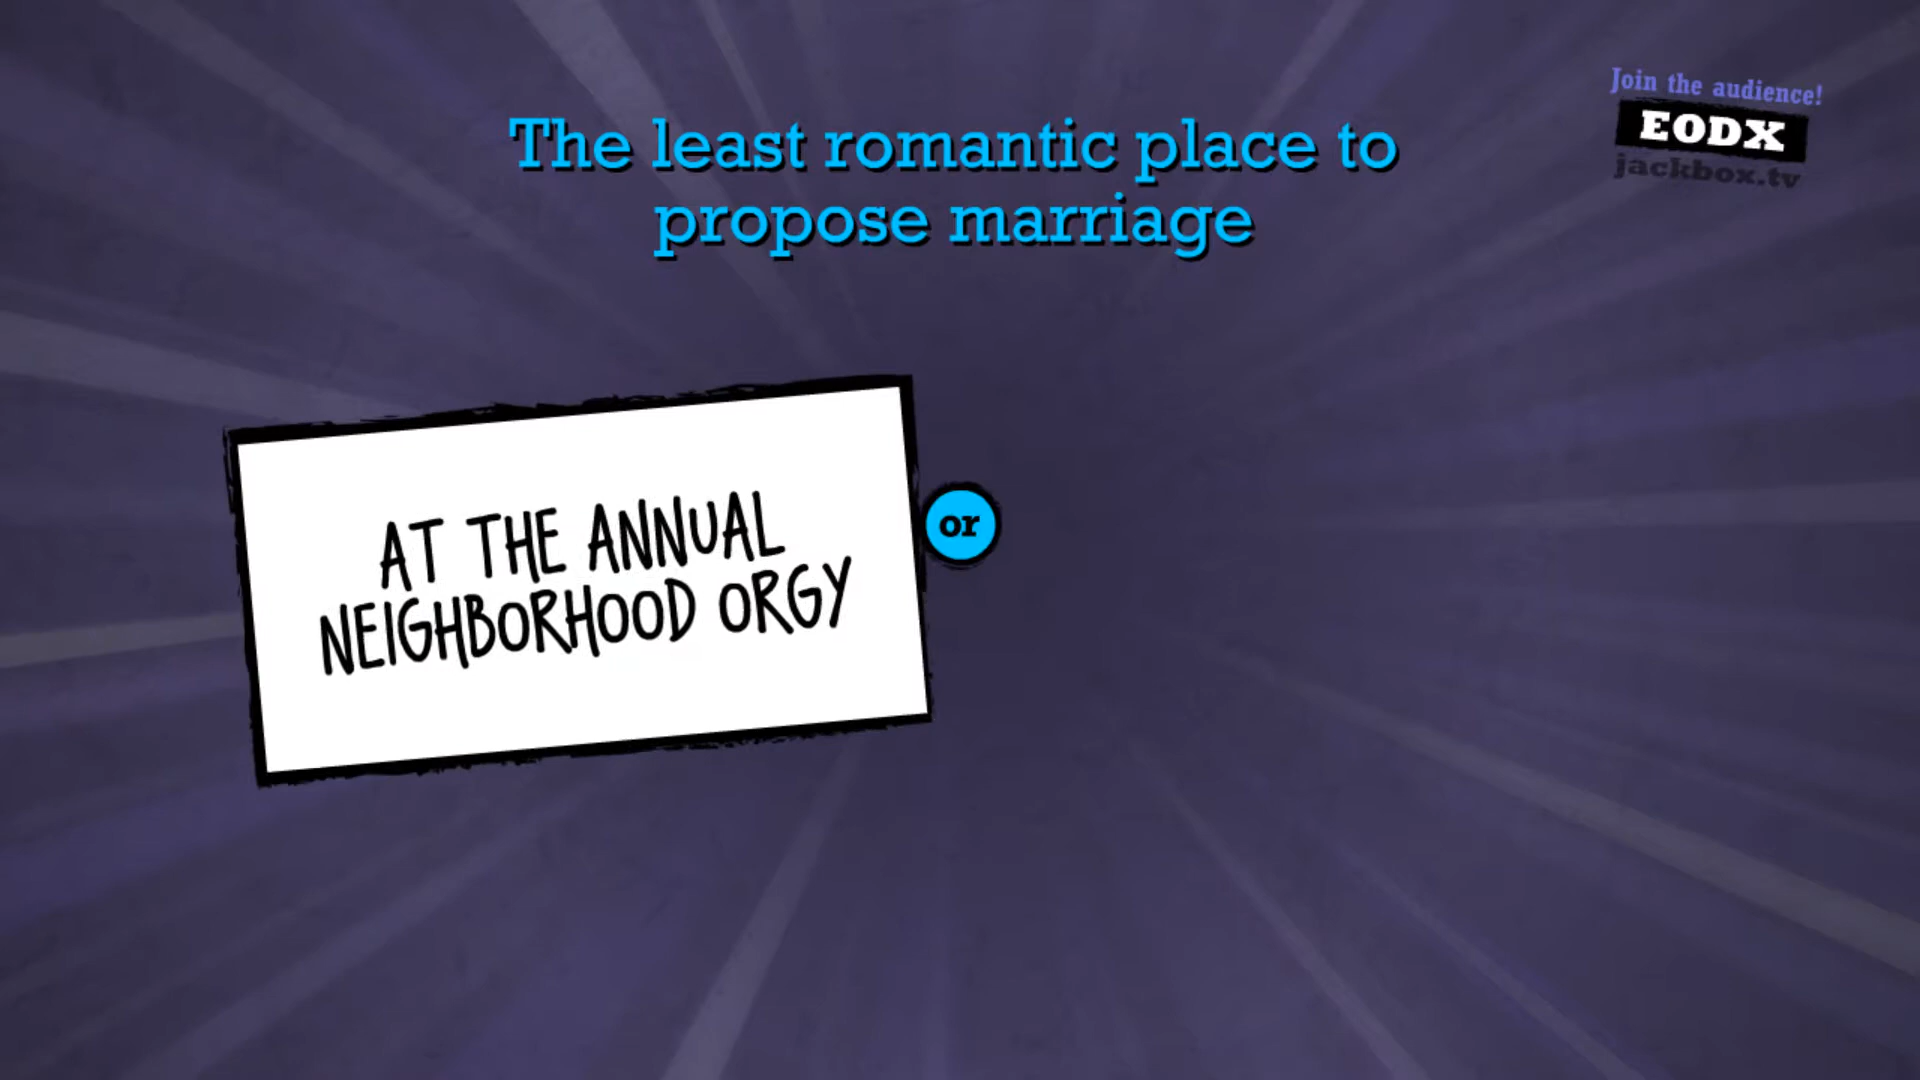 Join the audience!
EODX
jackbox.tv
The least romantic place to
propose marriage
AT THE ANNUAL
NEIGHBORHOOD ORGY
or